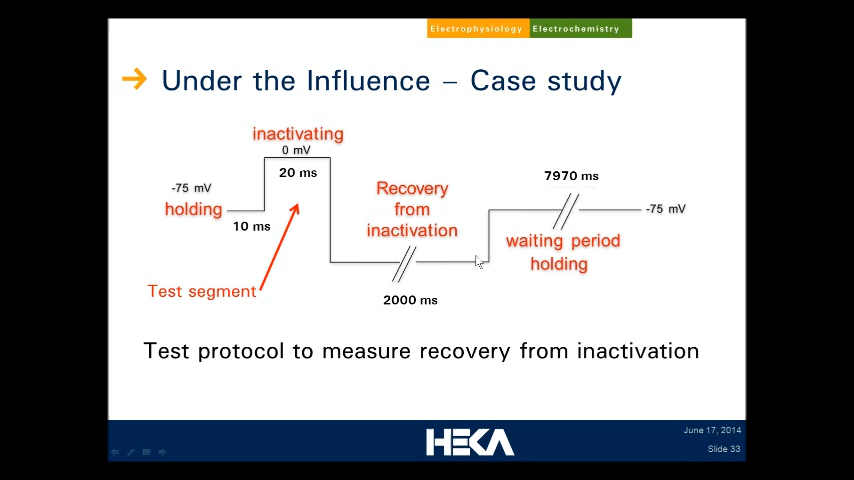 Electrophysiology Electrochemistry
Under the Influence – Case study
inactivating
0 mV
20 ms
-75 mV
holding
10 ms
Test segment
Recovery
from
inactivation
2000 ms
7970 ms
-75 mV
waiting period
holding
Test protocol to measure recovery from inactivation
HEKA
June 17, 2014
Slide 33